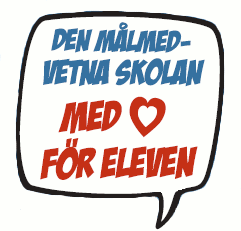 DEN MÅLMED-
VETNA SKOLAN
MED ♥
FÖR ELEVEN